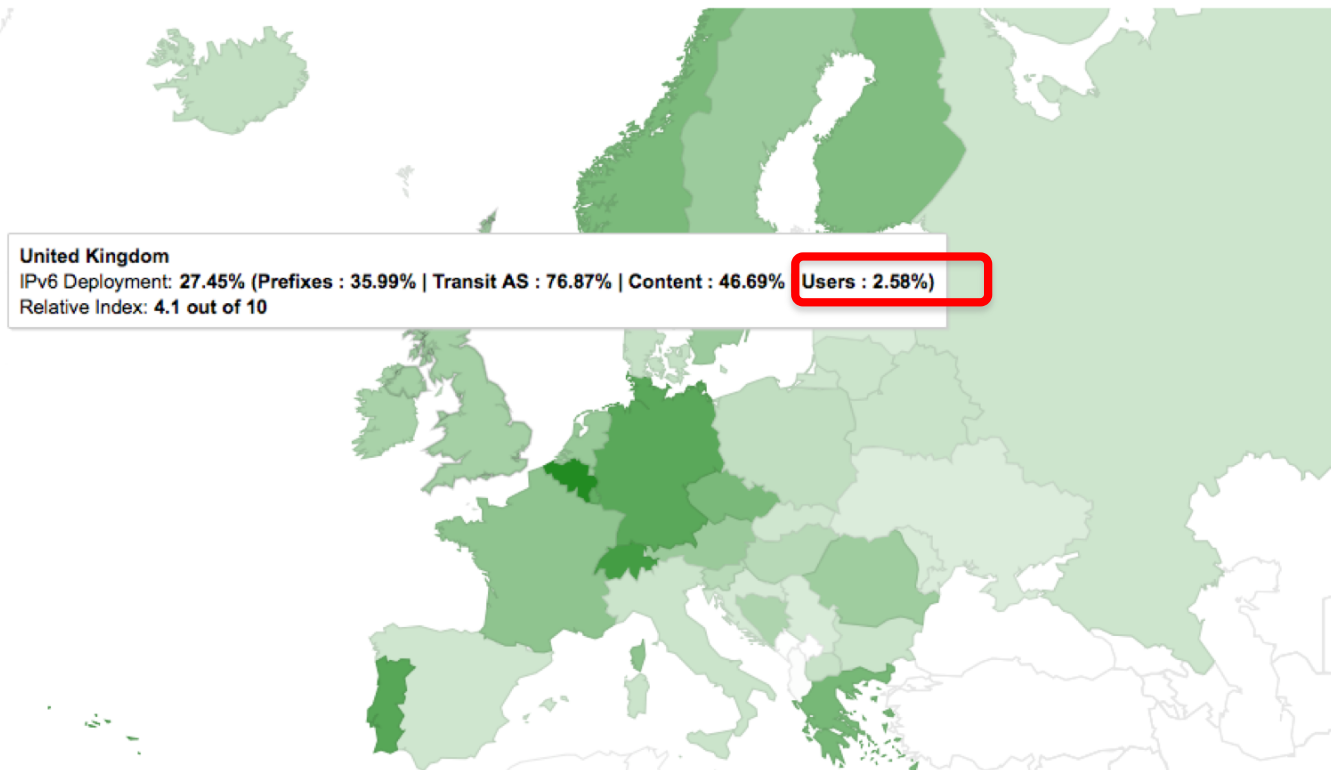 United Kingdom
IPv6 Deployment: 27.45% (Prefixes : 35.99% | Transit AS : 76.87% | Content : 46.69% Users : 2.58%)
Relative Index: 4.1 out of 10